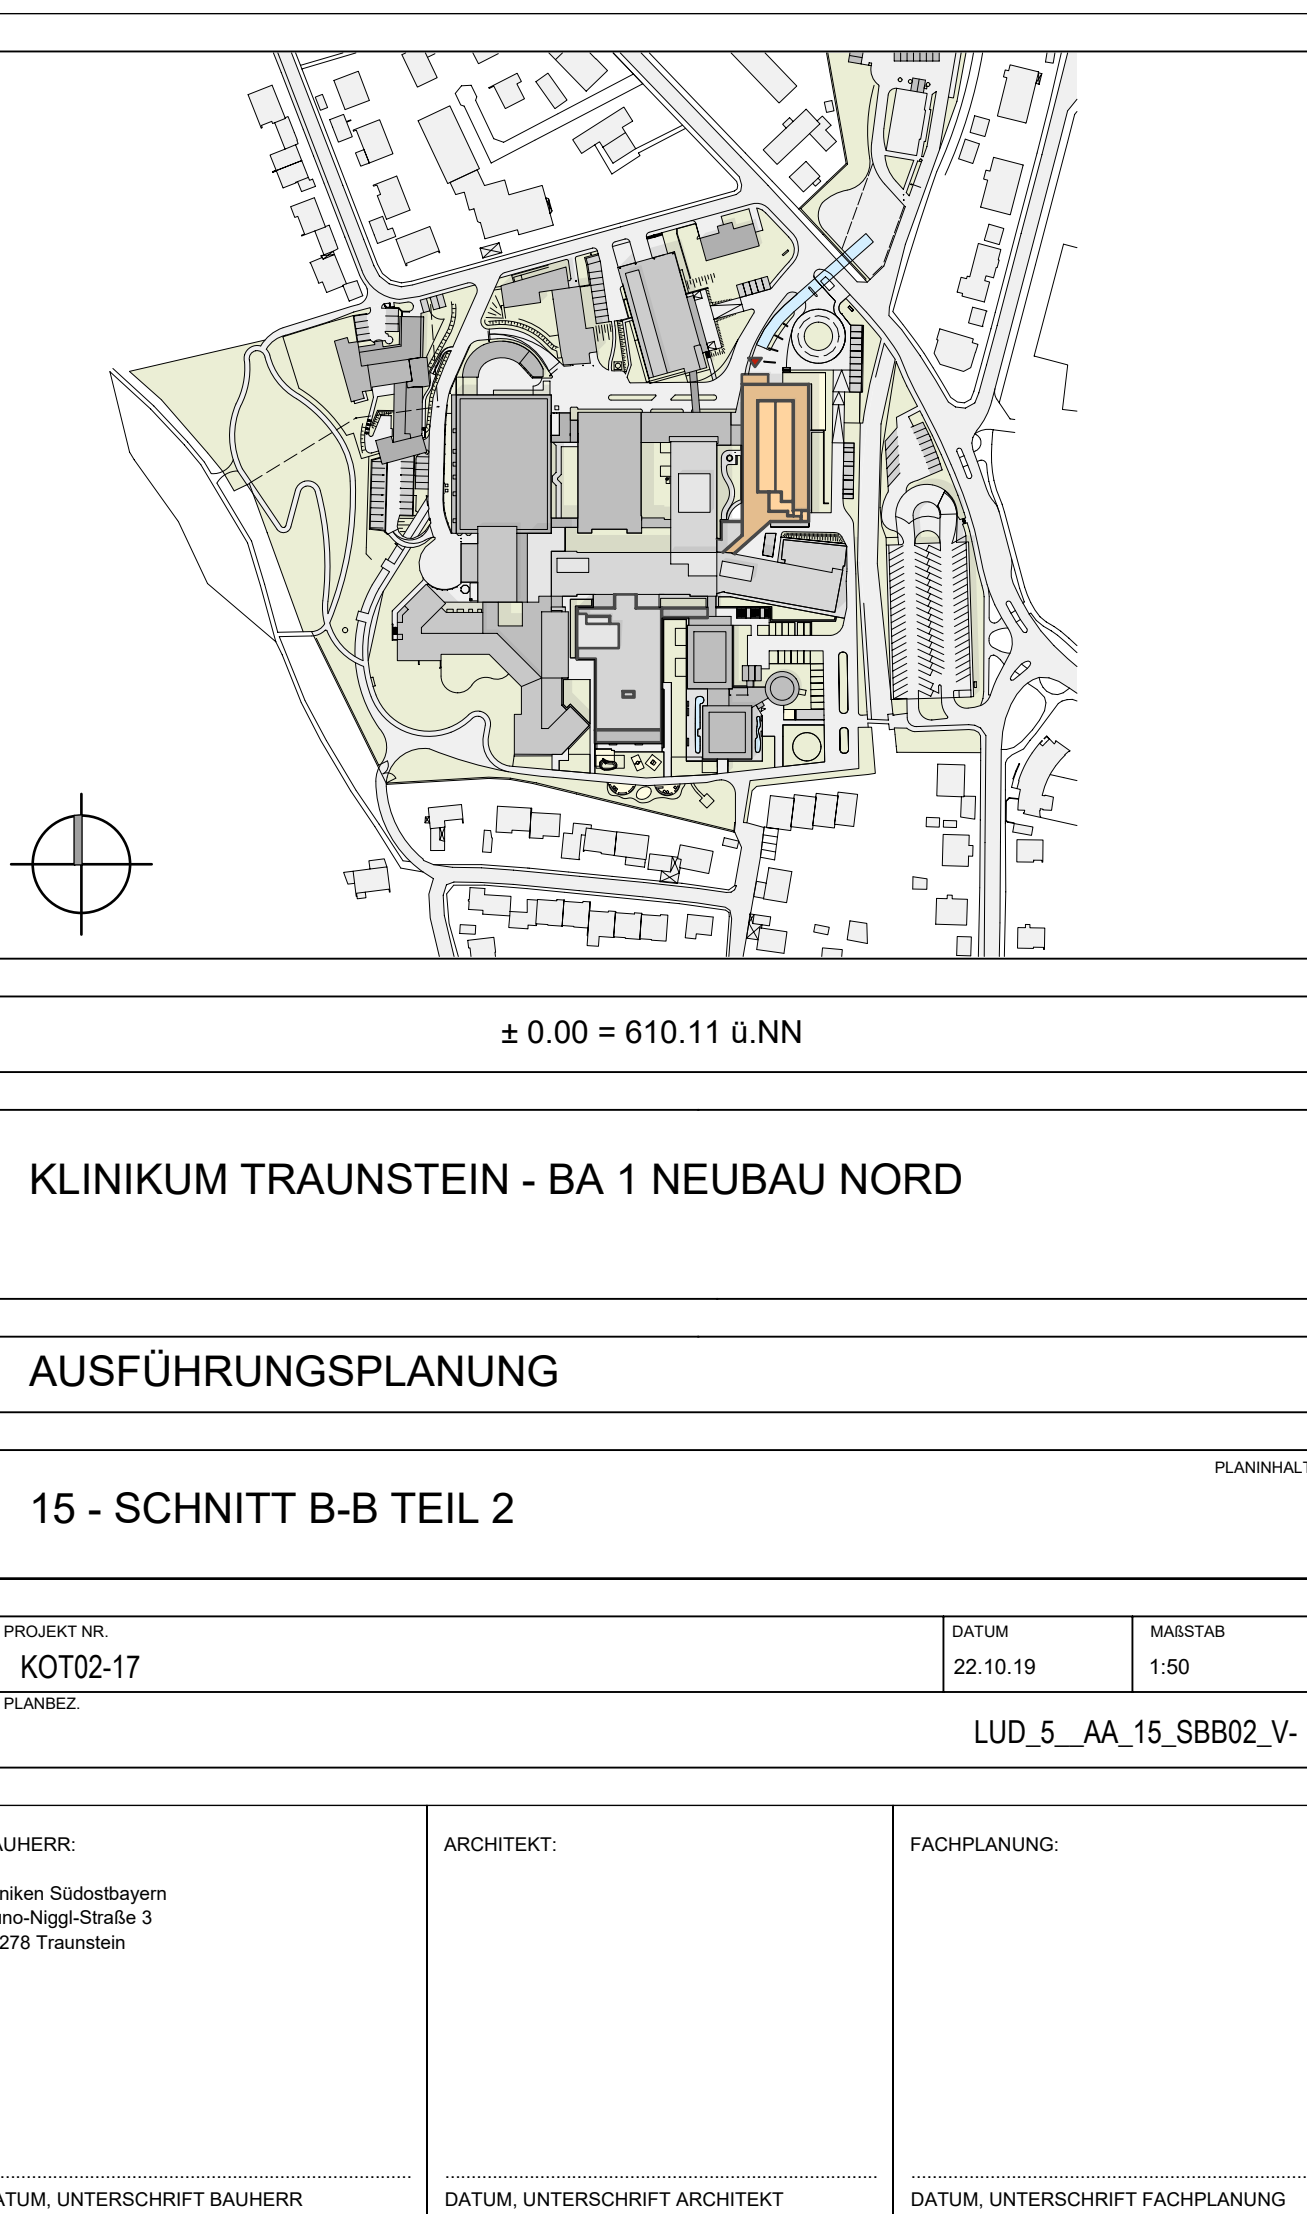 ± 0.00 = 610.11 ü.NN
KLINIKUM TRAUNSTEIN - BA 1 NEUBAU NORD
AUSFÜHRUNGSPLANUNG
PLANINHALT
15 - SCHNITT B-B TEIL 2
PROJEKT NR.
KOT02-17
DATUM
22.10.19
MAßSTAB
1:50
PLANBEZ.
LUD_5__AA_15_SBB02_V-
AUHERR:
niken Südostbayern
uno-Niggl-Straße 3
278 Traunstein
ATUM, UNTERSCHRIFT BAUHERR
ARCHITEKT:
DATUM, UNTERSCHRIFT ARCHITEKT
FACHPLANUNG:
DATUM, UNTERSCHRIFT FACHPLANUNG